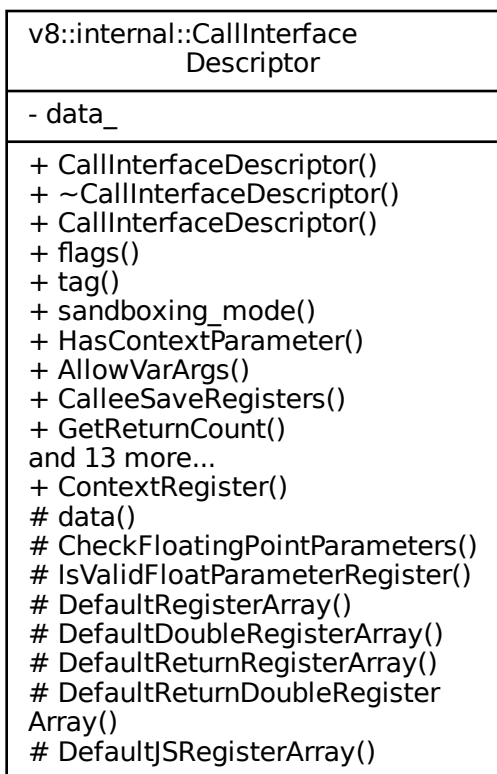 v8::internal::CallInterface
Descriptor
- data_
+ CallInterfaceDescriptor()
+ ~CallInterfaceDescriptor()
+ CallInterfaceDescriptor()
+ flags()
+ tag()
+ sandboxing_mode()
+ HasContextParameter()
+ AllowVarArgs()
+ CalleeSaveRegisters()
+ GetReturnCount()
and 13 more...
+ ContextRegister()
# data()
# CheckFloatingPointParameters()
# IsValidFloatParameterRegister()
# DefaultRegisterArray()
# DefaultDoubleRegisterArray()
# DefaultReturnRegisterArray()
# DefaultReturnDoubleRegister
Array()
# DefaultJSRegisterArray()